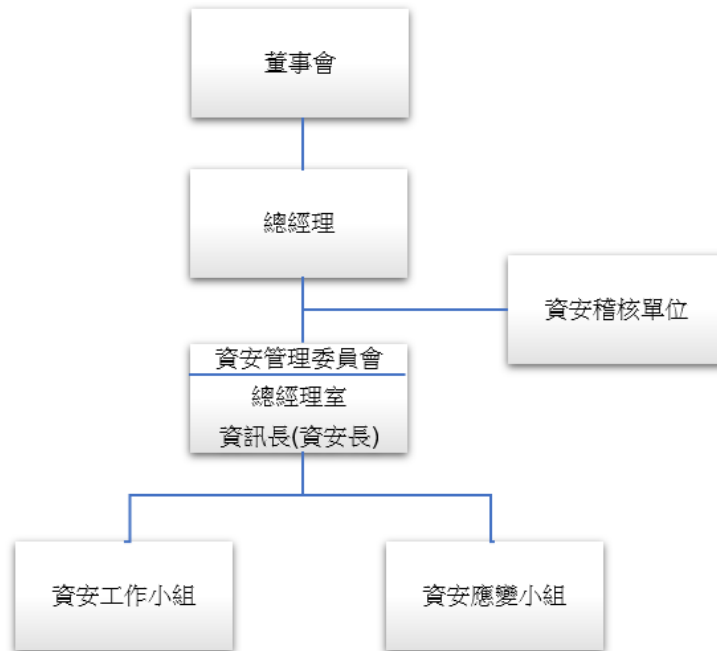 董事會
總經理
資安稽核單位
資安管理委員會
總經理室
資訊長(資安長)
資安工作小組
資安應變小組